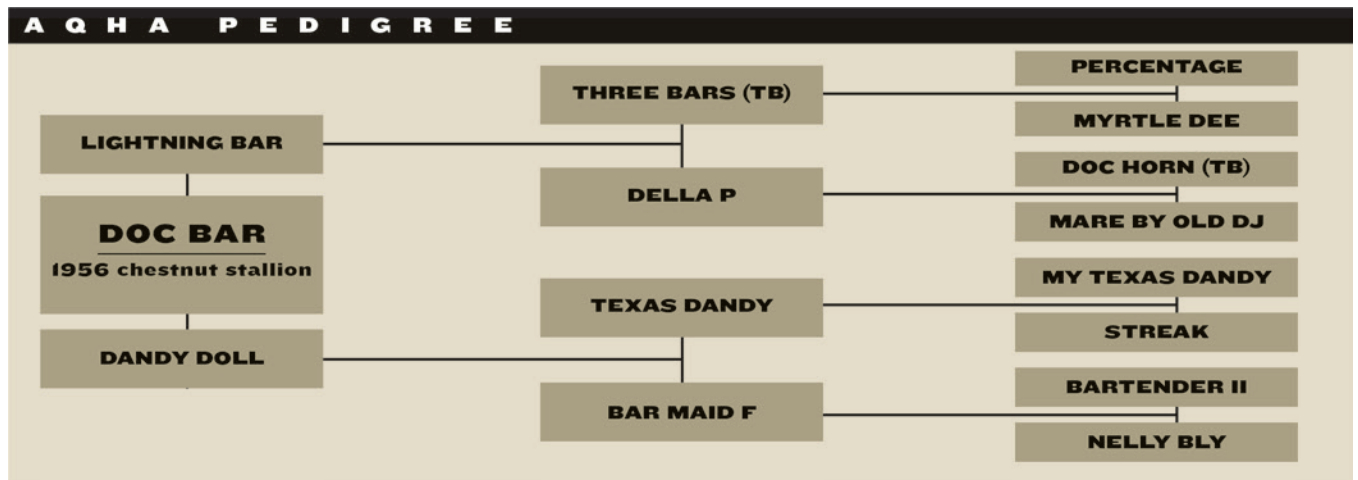 AQHA PEDIGREE
PERCENTAGE
THREE BARS (TB)
MYRTLE DEE
LIGHTNING BAR
DOC HORN (TB)
DELLA P
MARE BY OLD DJ
DOC BAR
1956 chestnut stallion
MY TEXAS DANDY
TEXAS DANDY
STREAK
DANDY DOLL
BARTENDER II
BAR MAID F
NELLY BLY